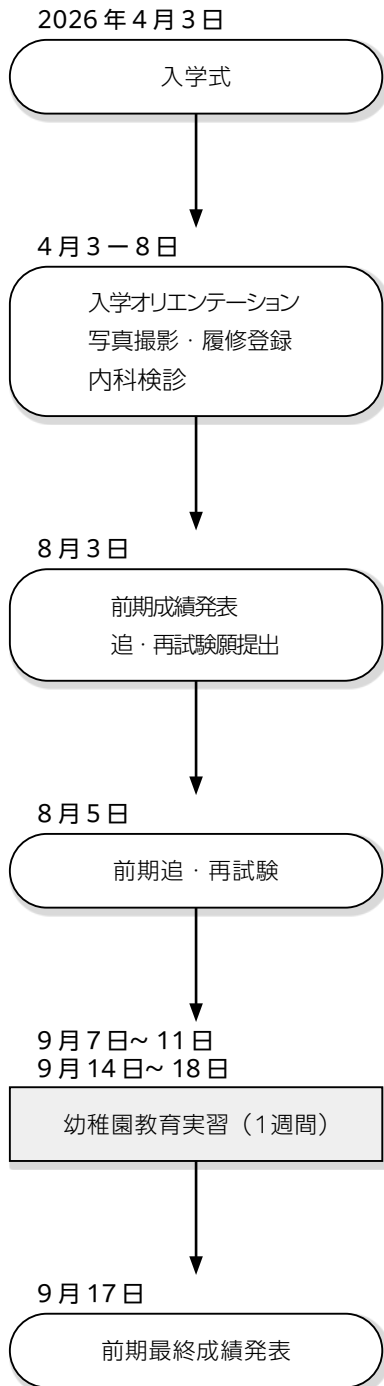 2026年4月3日
入学式
4月3ー8日
入学オリエンテーション
写真撮影・履修登録
内科検診
8月3日
前期成績発表
追・再試験願提出
8月5日
前期追・再試験
9月7日~11日
9月14日~18日
幼稚園教育実習（1週間）
9月17日
前期最終成績発表